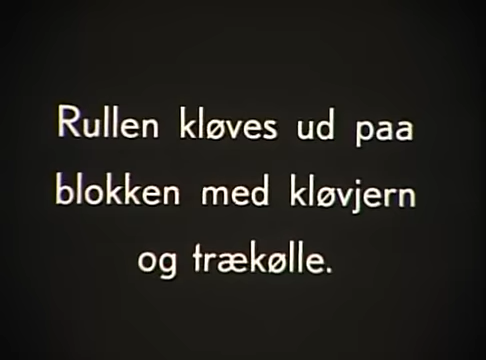 Rullen kløves ud paa
blokken med kløvjern
og trækølle.